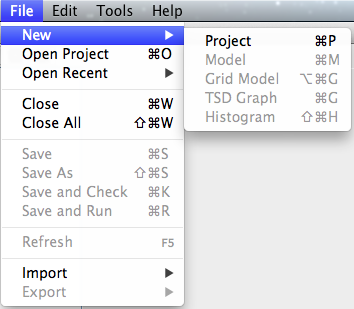 File Edit Tools Help
New ▶
Open Project ⌘O
Open Recent ▶
Close ⌘W
Close All ⇧⌘W
Save ⌘S
Save As ⇧⌘S
Save and Check ⌘K
Save and Run ⌘R
Refresh F5
Import ▶
Export ▶
Project ⌘P
Model ⌘M
Grid Model ⌥⌘G
TSD Graph ⌘G
Histogram ⇧⌘H